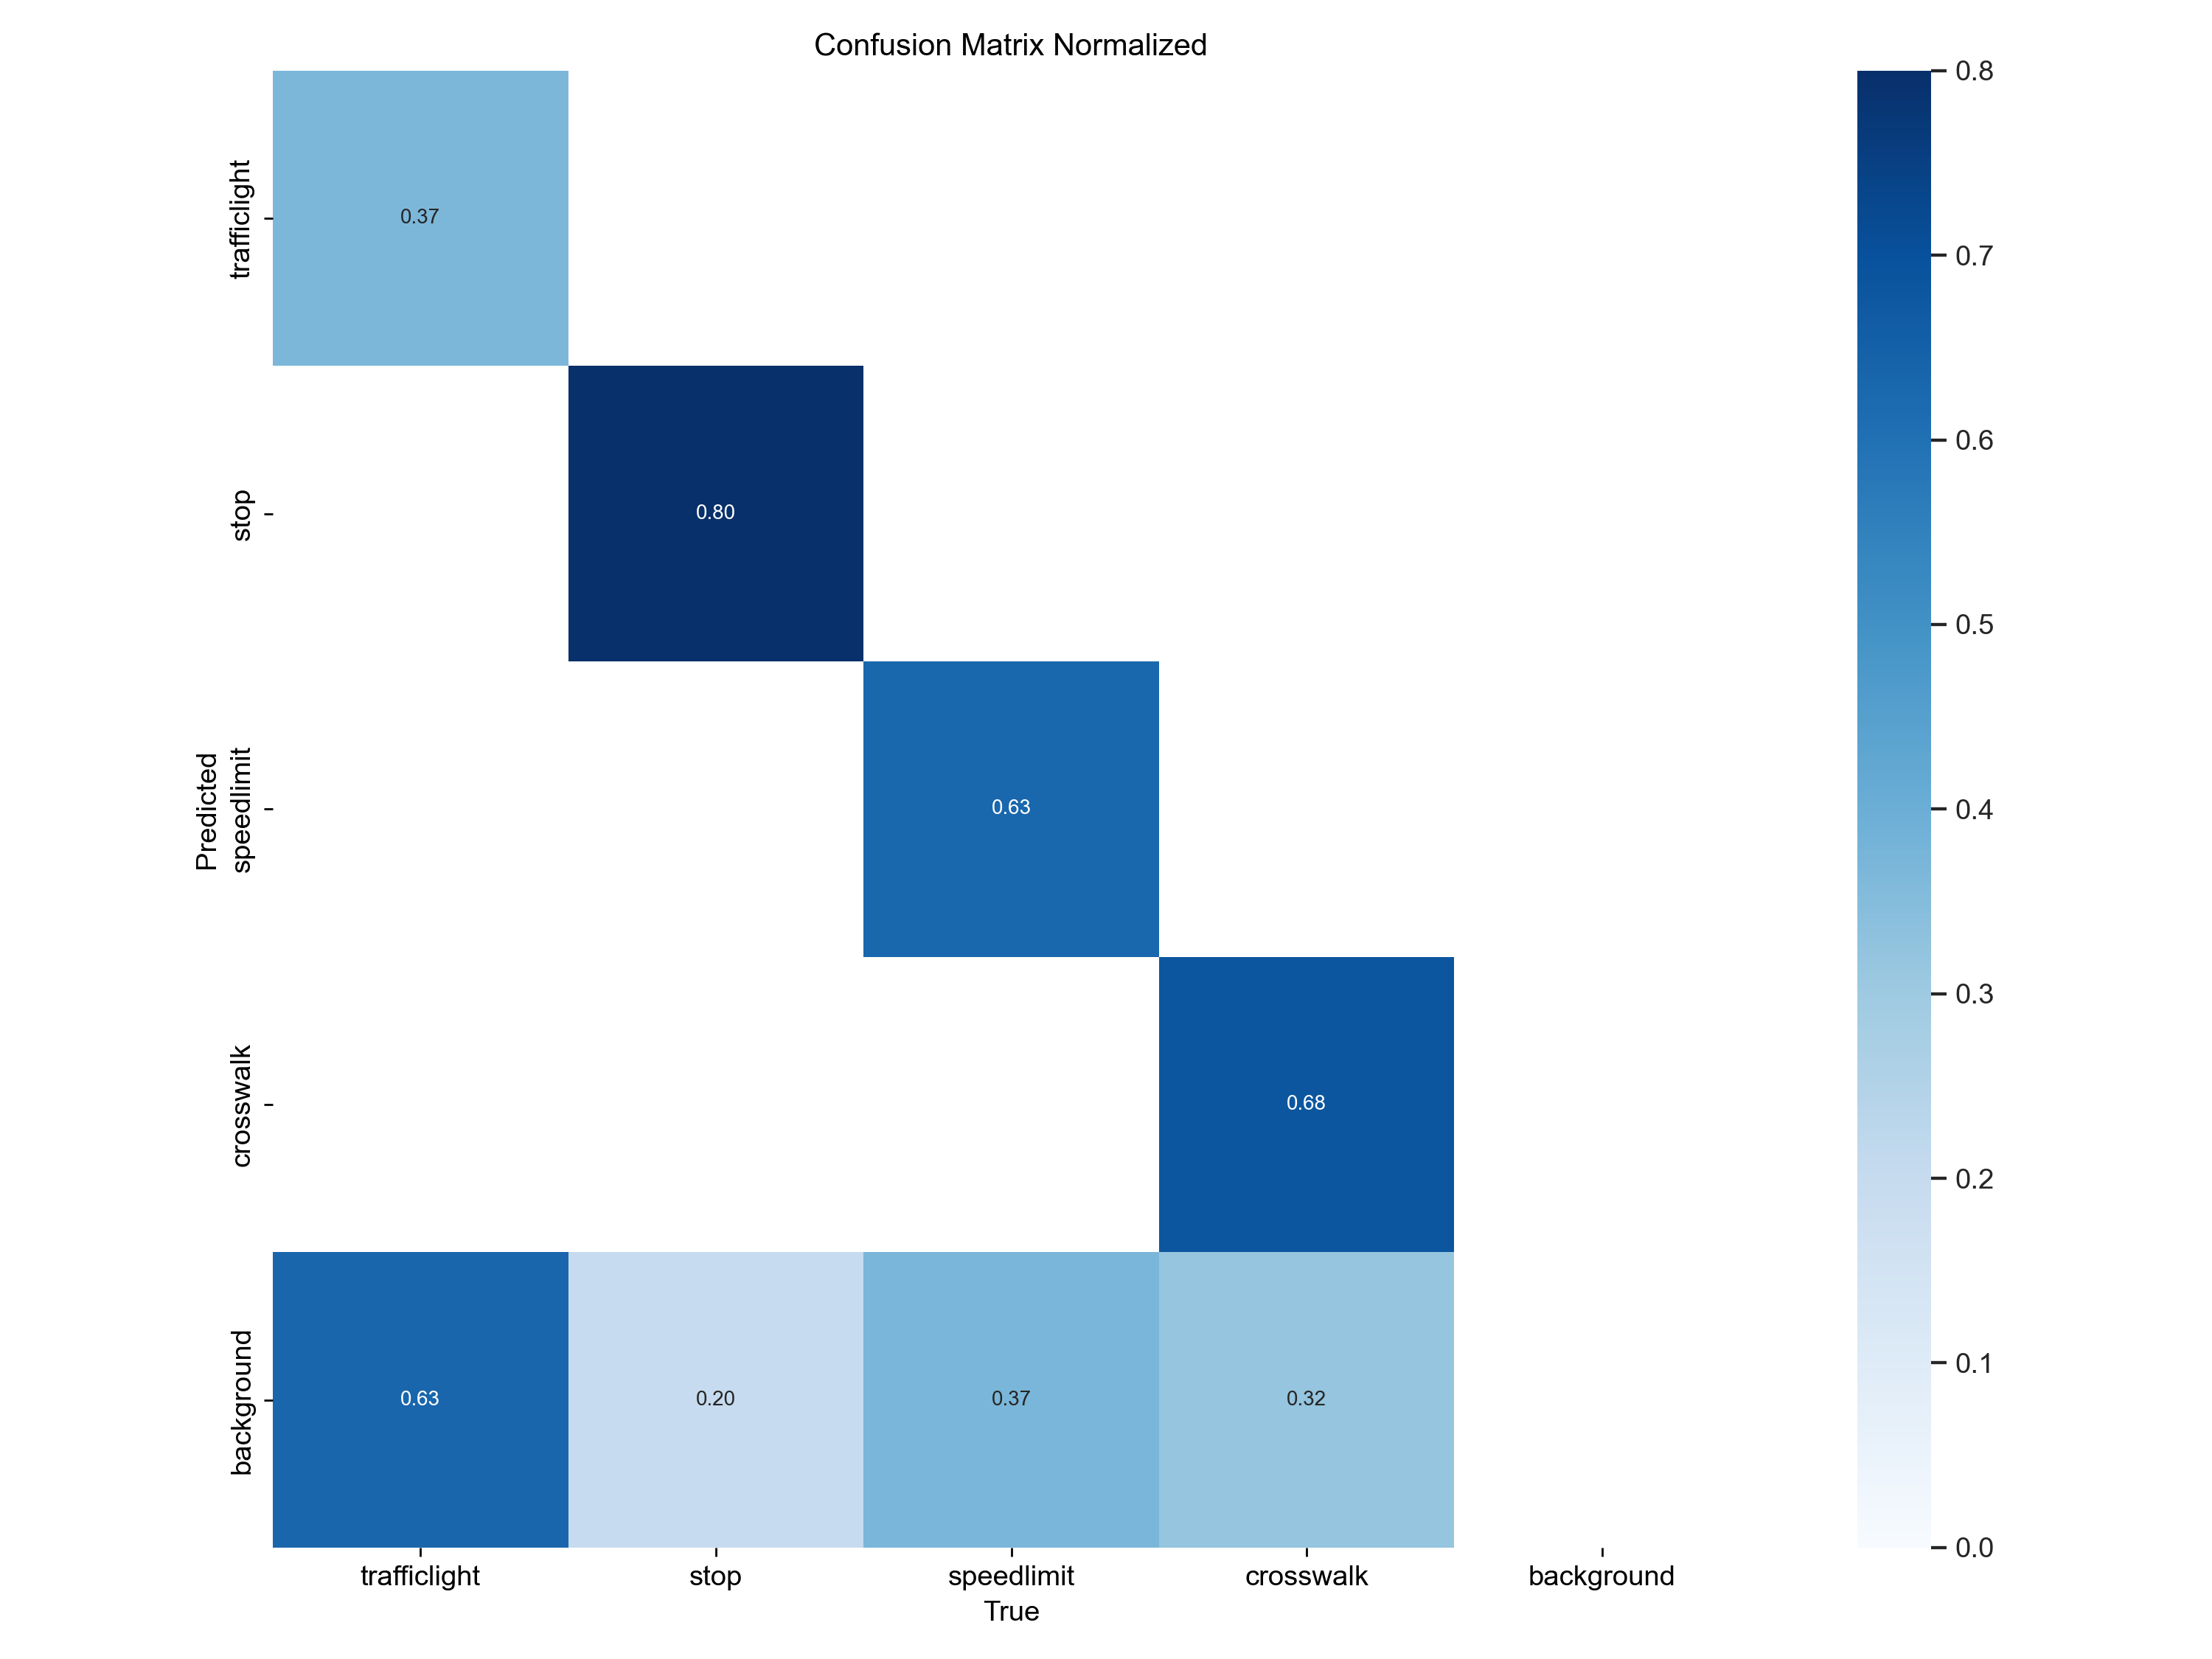 Confusion Matrix Normalized
trafficlight
stop
speedlimit
crosswalk
background
Predicted
0.37
0.80
0.63
0.68
0.63 0.20 0.37 0.32
trafficlight stop speedlimit crosswalk background
True
0.8
0.7
0.6
0.5
0.4
0.3
0.2
0.1
0.0